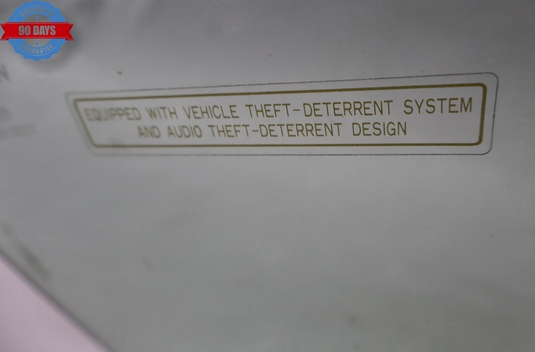 90 DAYS
EQUIPPED WITH VEHICLE THEFT-DETERRENT SYSTEM
AND AUDIO THEFT-DETERRENT DESIGN